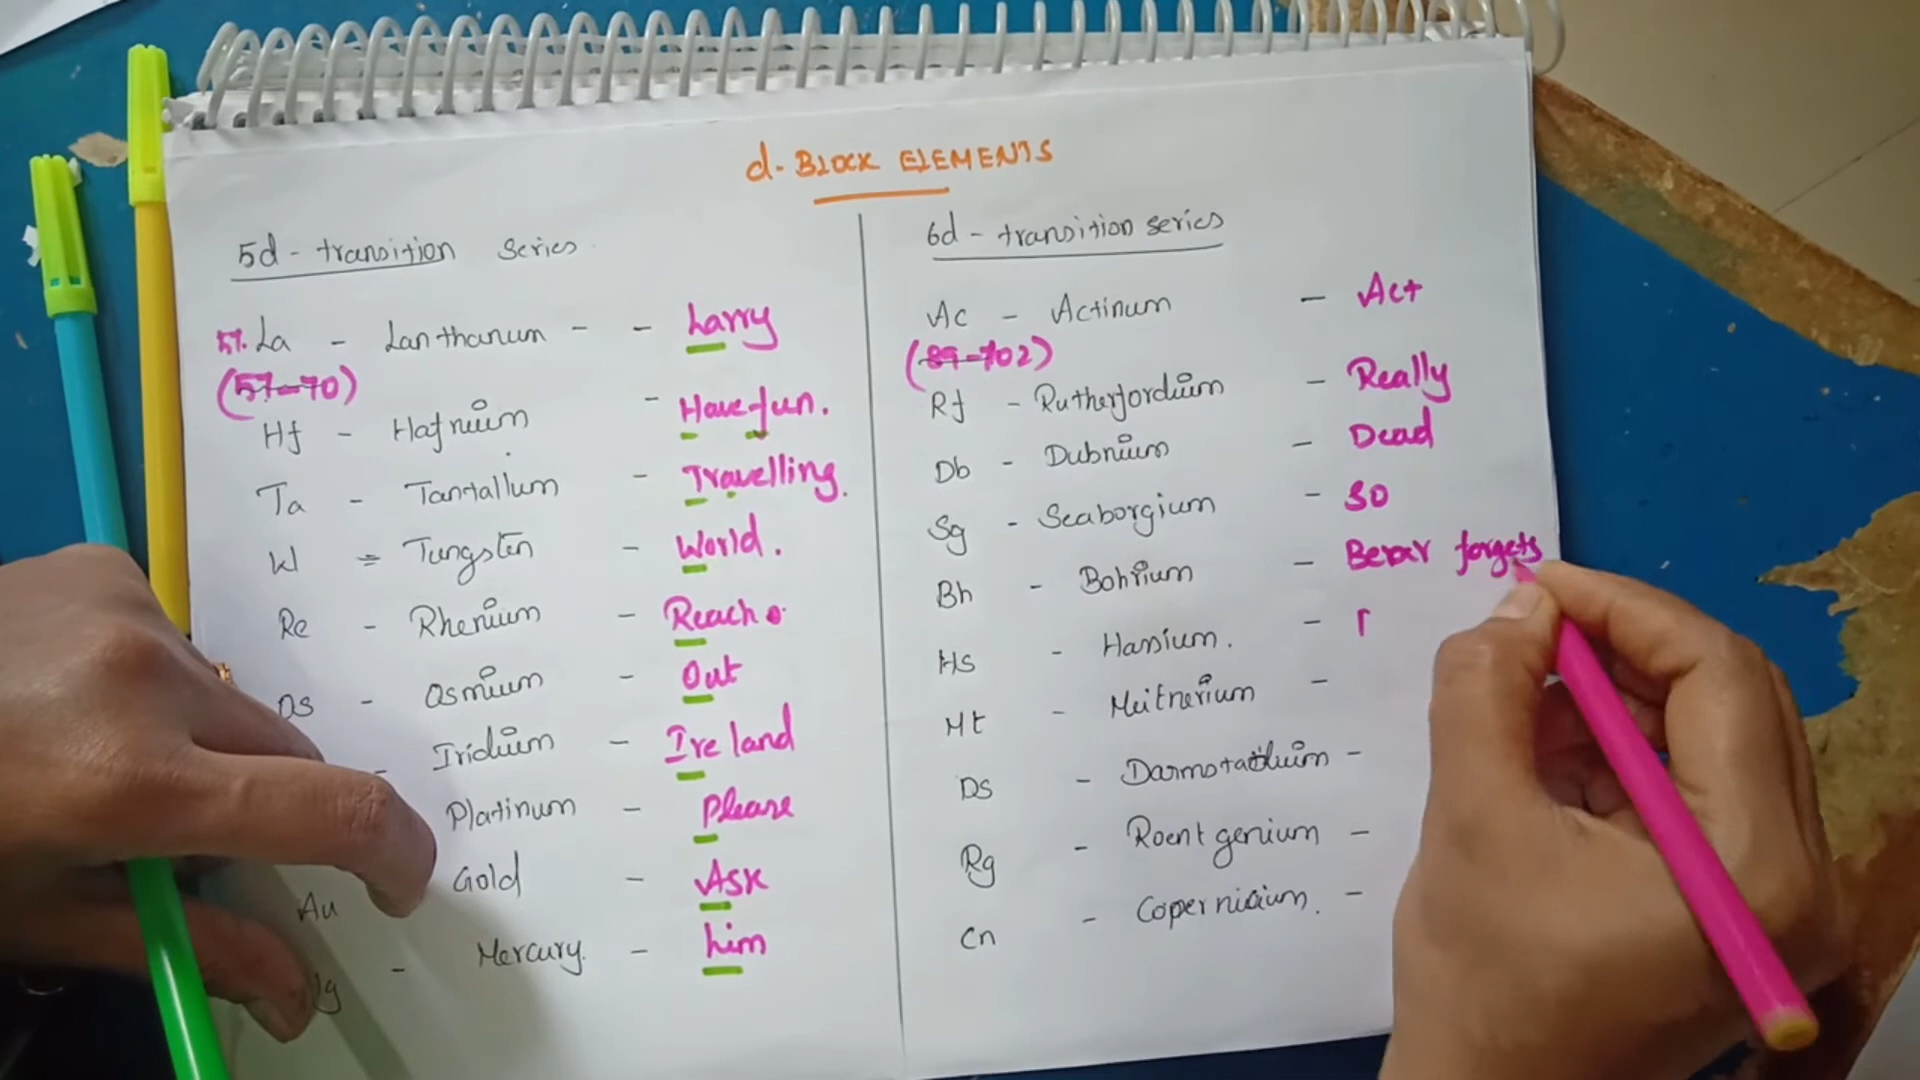 d- BLOCK ELEMENTS
5d - transition series
57. La - Lanthanum - - Larry
(57-70)
Hf - Hafnium - Have fun.
Ta - Tantallum - Travelling.
W = Tungsten - World.
Re - Rhenium - Reach
Os - Osmium - Out
Iridium - Ireland
Platinum - Please
Au Gold - Ask
Hg - Mercury. - him
6d - transition series
Ac - Actinum - Act
(89-102)
Rf - Rutherfordium - Really
Db - Dubnium - Dead
Sg - Seaborgium - so
Bh - Bohrium - forgets
Hs - Hassium. -
Mt - Meitnerium -
Ds - Darmstadtium -
Rg - Roentgenium -
Cn - Copernicium. -